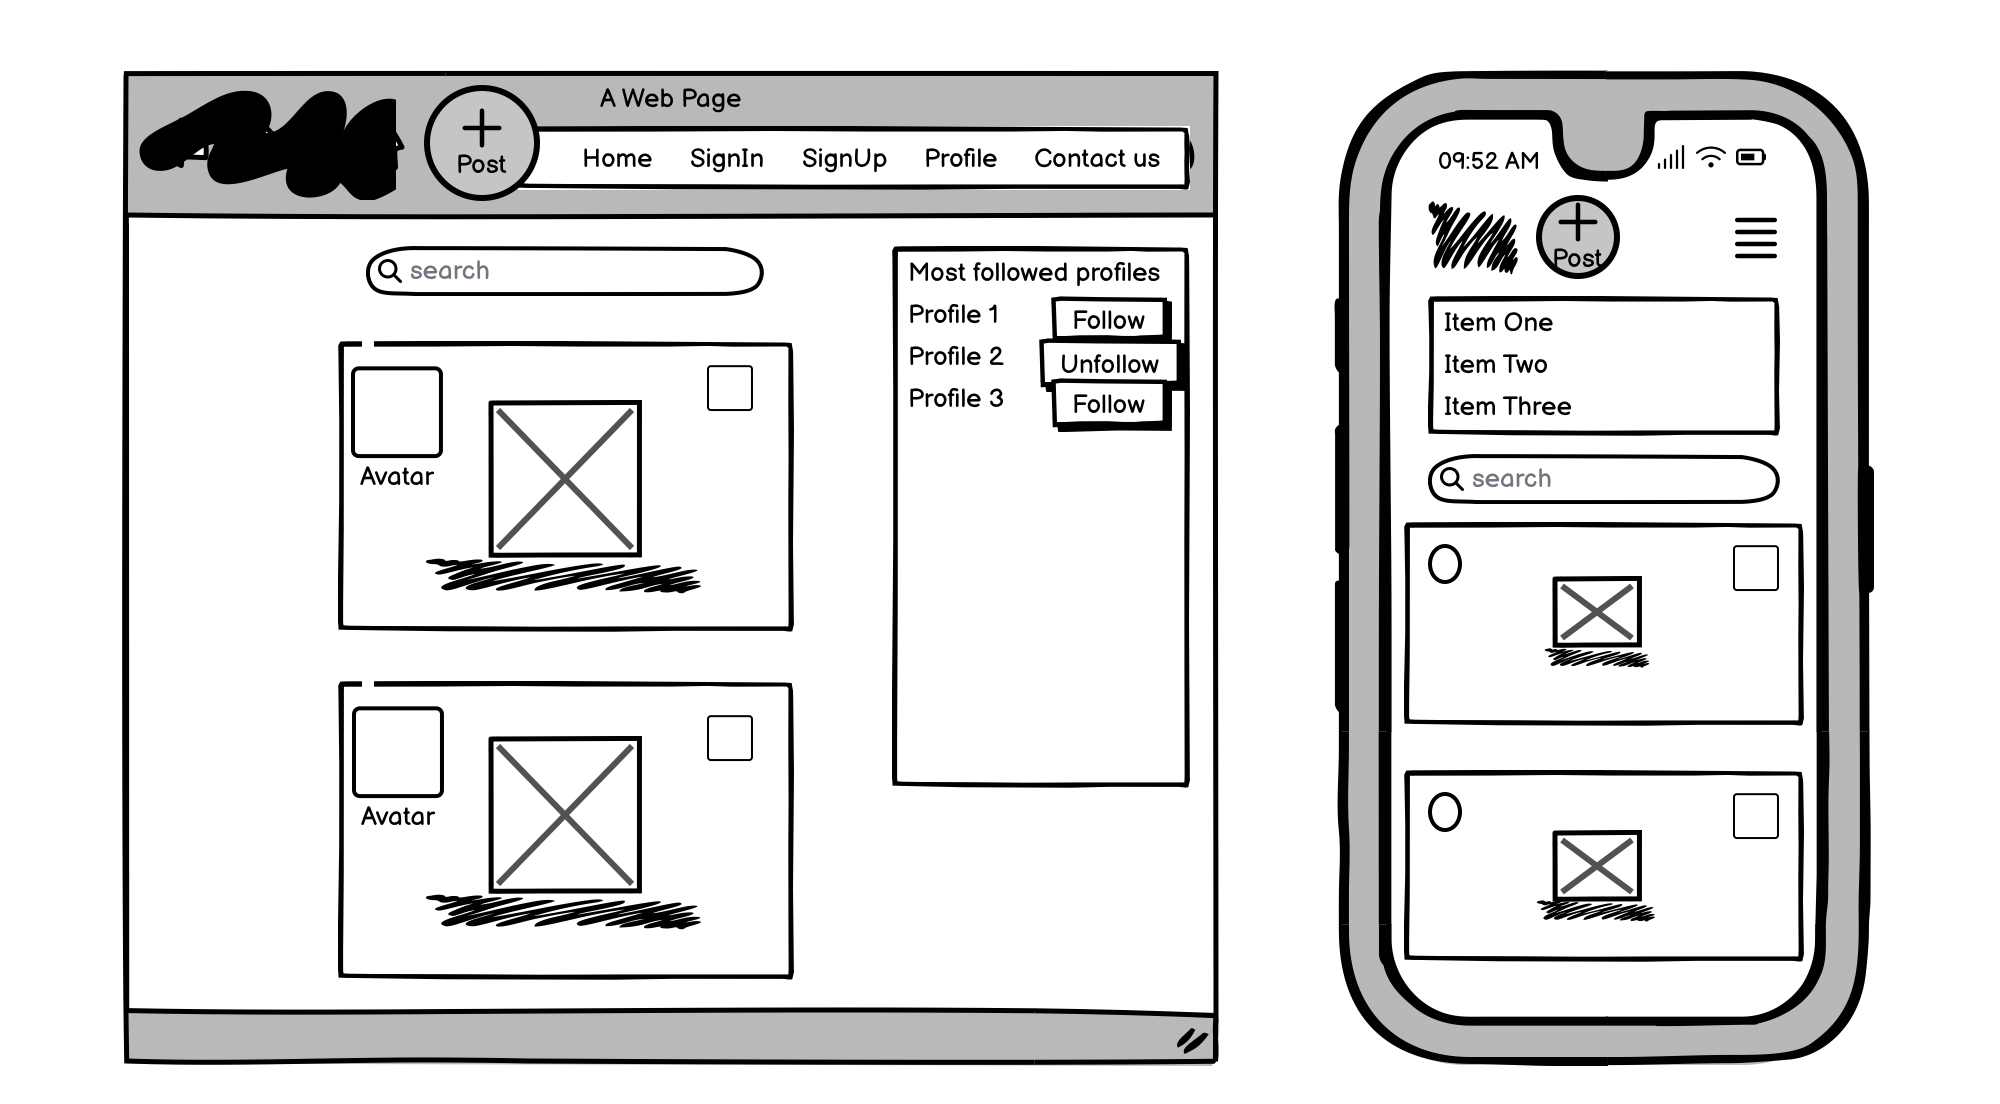 A Web Page
Post
Home SignIn SignUp Profile Contact us
search
Avatar
Avatar
Most followed profiles
Profile 1 Follow
Profile 2 Unfollow
Profile 3 Follow
09:52 AM
Post
Item One
Item Two
Item Three
search